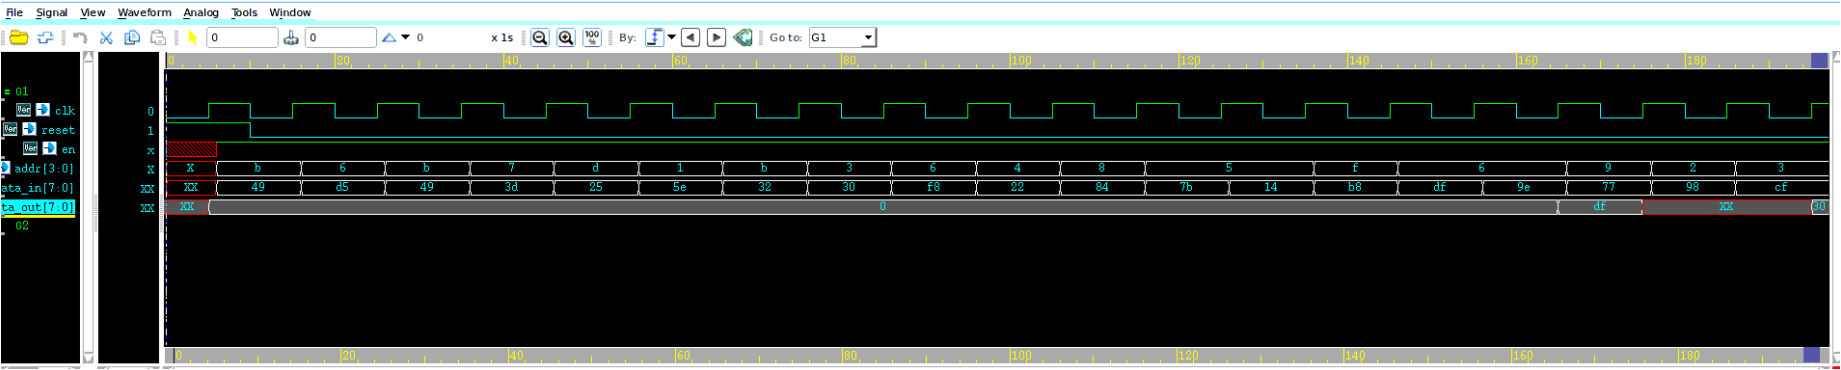 File Signal View Waveform Analog Tools Window
0 0 0 x 1s 100 % By: Go to: G1
0 20 40 60 80 100 120 140 160 180
= G1
clk 0
reset 1
en x
addr[3:0] X X b 6 b 7 d 1 b 3 6 4 8 5 f 6 9 2 3
ata_in[7:0] XX XX 49 d5 49 3d 25 5e 32 30 f8 22 84 7b 14 b8 df 9e 77 98 cf
ta_out[7:0] XX XX 0 df XX 30
G2
0 20 40 60 80 100 120 140 160 180